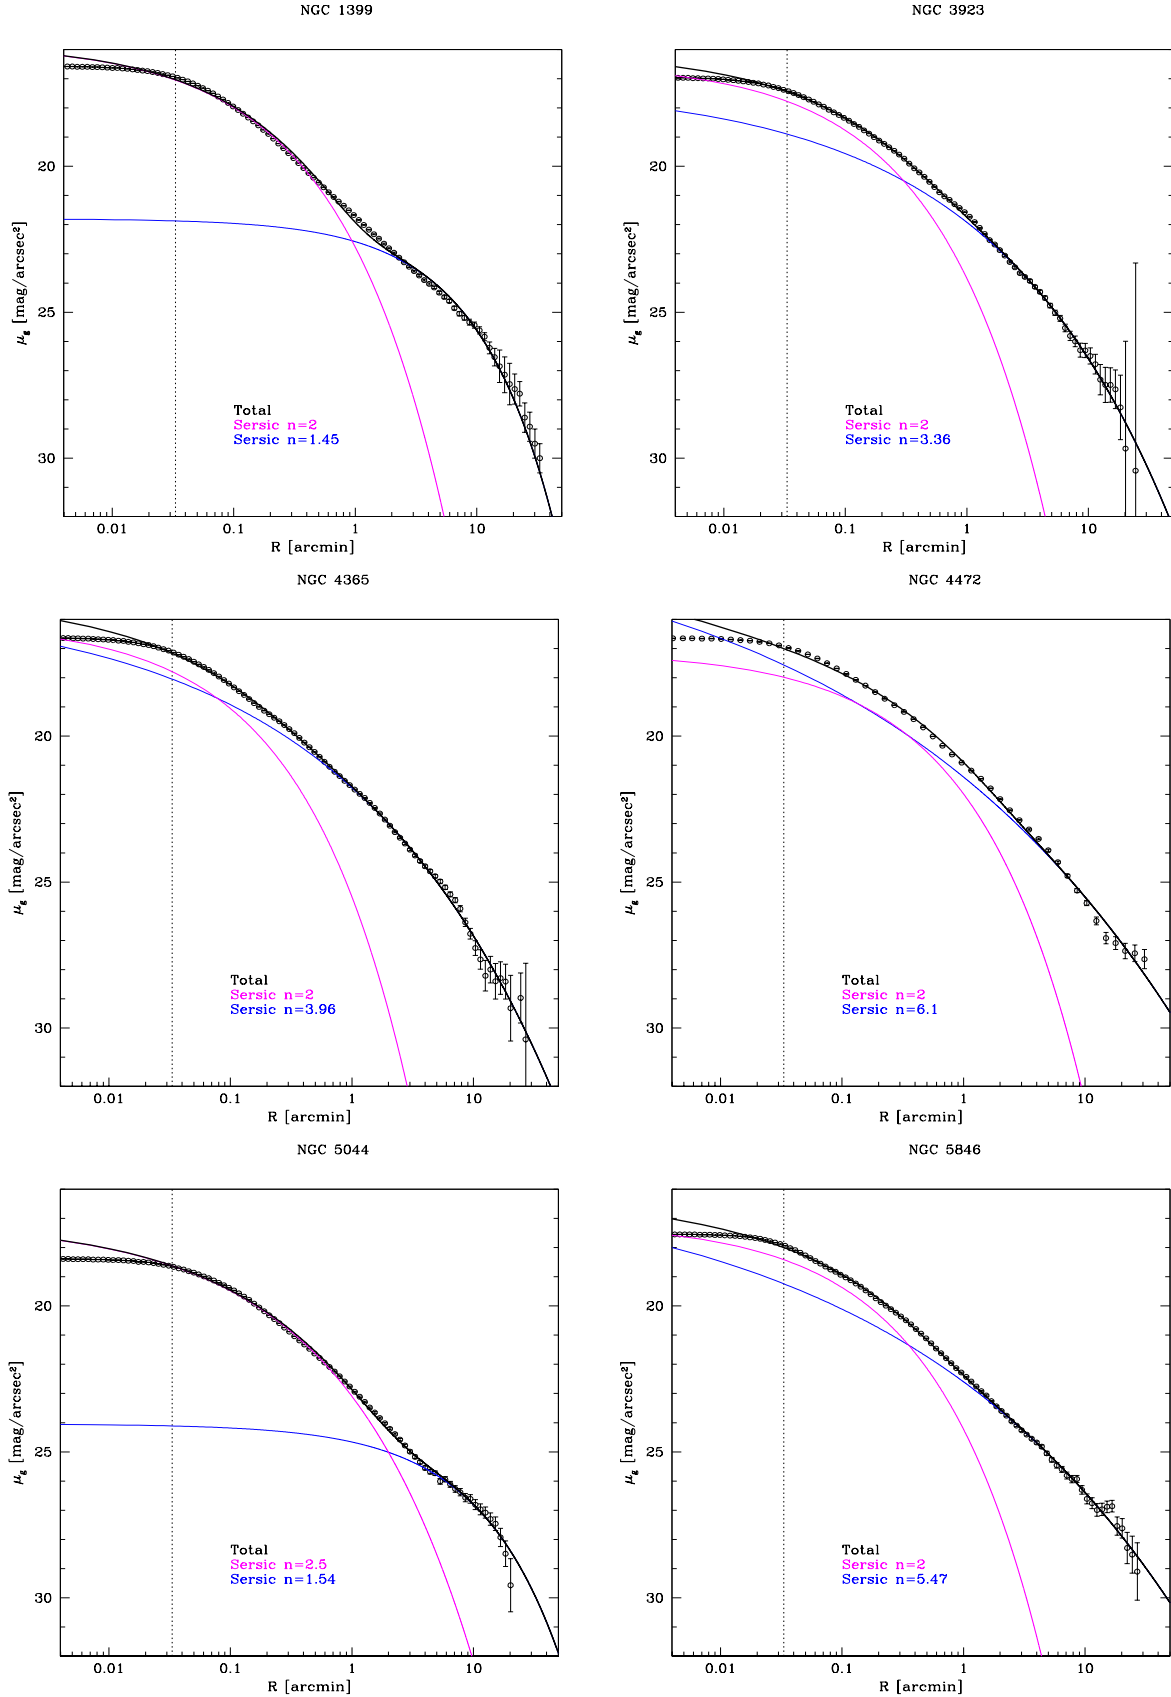 NGC 1399
20
25
30
μg [mag/arcsec²]
Total
Sersic n=2
Sersic n=1.45
0.01 0.1 1 10
R [arcmin]
NGC 3923
20
25
30
μg [mag/arcsec²]
Total
Sersic n=2
Sersic n=3.36
0.01 0.1 1 10
R [arcmin]
NGC 4365
20
25
30
μg [mag/arcsec²]
Total
Sersic n=2
Sersic n=3.96
0.01 0.1 1 10
R [arcmin]
NGC 4472
20
25
30
μg [mag/arcsec²]
Total
Sersic n=2
Sersic n=6.1
0.01 0.1 1 10
R [arcmin]
NGC 5044
20
25
30
μg [mag/arcsec²]
Total
Sersic n=2.5
Sersic n=1.54
0.01 0.1 1 10
R [arcmin]
NGC 5846
20
25
30
μg [mag/arcsec²]
Total
Sersic n=2
Sersic n=5.47
0.01 0.1 1 10
R [arcmin]